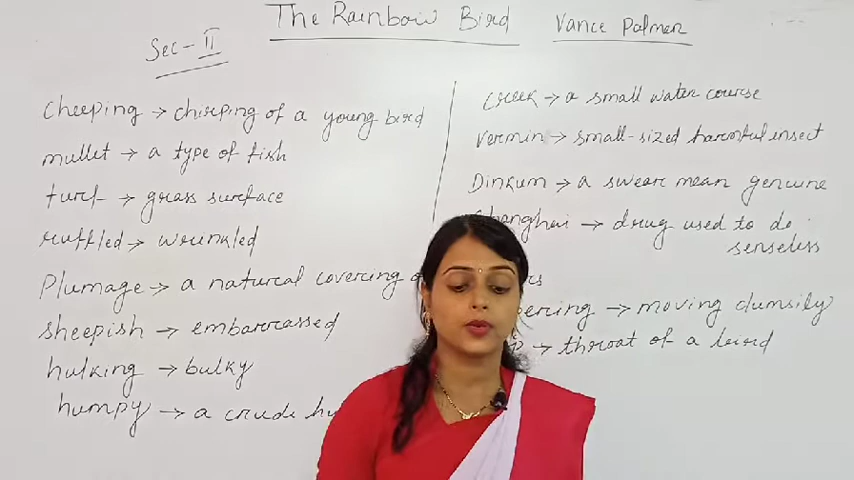 The Rainbow Bird
Vance Palmer
Sec-II
cheeping → chirping of a young bird
mullet → a type of fish
turf → grass surface
ruffled → wrinkled
Plumage → a natural covering
sheepish → embarrassed
hulking → bulky
humpy → a crude
creek → a small water course
vermin → small-sized harmful insect
Dinkum → a swear mean genuine
Shanghai → drug used to do
senseless
→ moving clumsily
→ throat of a bird